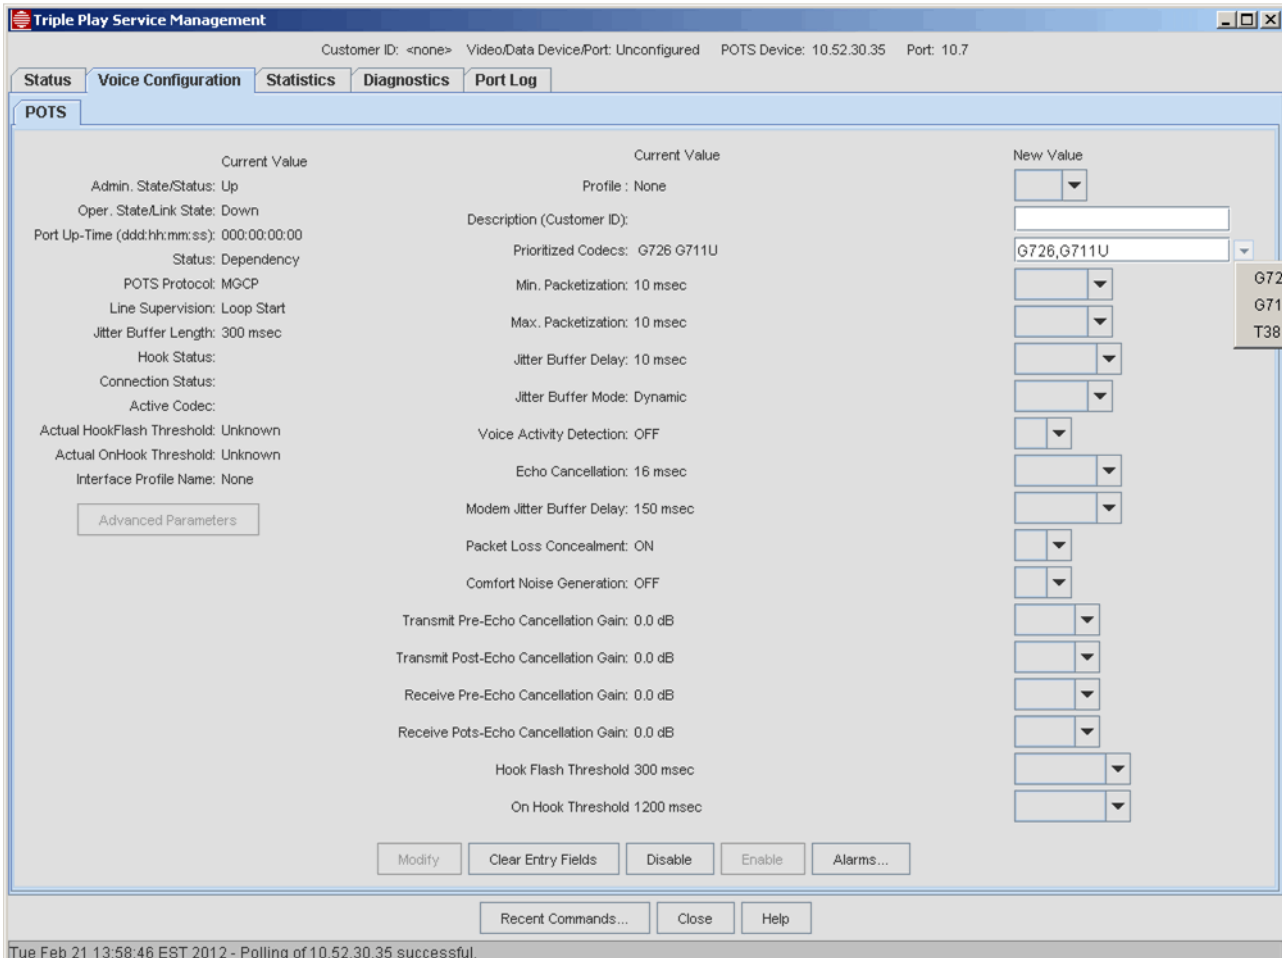 Triple Play Service Management
Customer ID: <none> Video/Data Device/Port: Unconfigured POTS Device: 10.52.30.35 Port: 10.7
Status Voice Configuration Statistics Diagnostics Port Log
POTS
Current Value
Admin. State/Status: Up
Oper. State/Link State: Down
Port Up-Time (ddd:hh:mm:ss): 000:00:00:00
Status: Dependency
POTS Protocol: MGCP
Line Supervision: Loop Start
Jitter Buffer Length: 300 msec
Hook Status:
Connection Status:
Active Codec:
Actual HookFlash Threshold: Unknown
Actual OnHook Threshold: Unknown
Interface Profile Name: None
Advanced Parameters
Current Value New Value
Profile : None
Description (Customer ID):
Prioritized Codecs: G726 G711U G726,G711U
G72
G71
T38
Min. Packetization: 10 msec
Max. Packetization: 10 msec
Jitter Buffer Delay: 10 msec
Jitter Buffer Mode: Dynamic
Voice Activity Detection: OFF
Echo Cancellation: 16 msec
Modem Jitter Buffer Delay: 150 msec
Packet Loss Concealment: ON
Comfort Noise Generation: OFF
Transmit Pre-Echo Cancellation Gain: 0.0 dB
Transmit Post-Echo Cancellation Gain: 0.0 dB
Receive Pre-Echo Cancellation Gain: 0.0 dB
Receive Pots-Echo Cancellation Gain: 0.0 dB
Hook Flash Threshold 300 msec
On Hook Threshold 1200 msec
Modify Clear Entry Fields Disable Enable Alarms...
Recent Commands... Close Help
Tue Feb 21 13:58:46 EST 2012 - Polling of 10.52.30.35 successful.